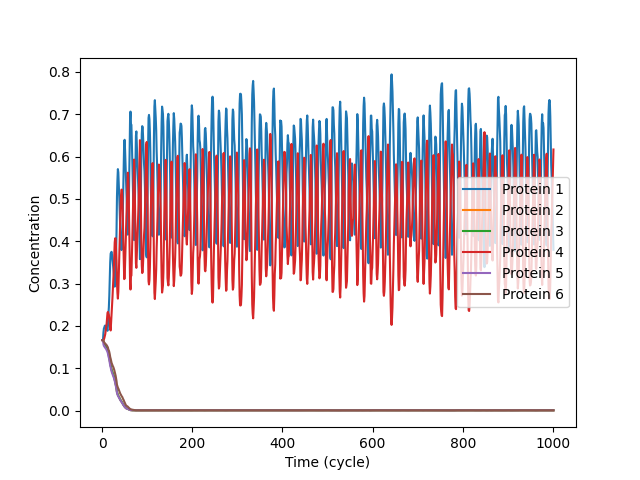 0.8
0.7
0.6
0.5
0.4
0.3
0.2
0.1
0.0
Concentration
Protein 1
Protein 2
Protein 3
Protein 4
Protein 5
Protein 6
0 200 400 600 800 1000
Time (cycle)